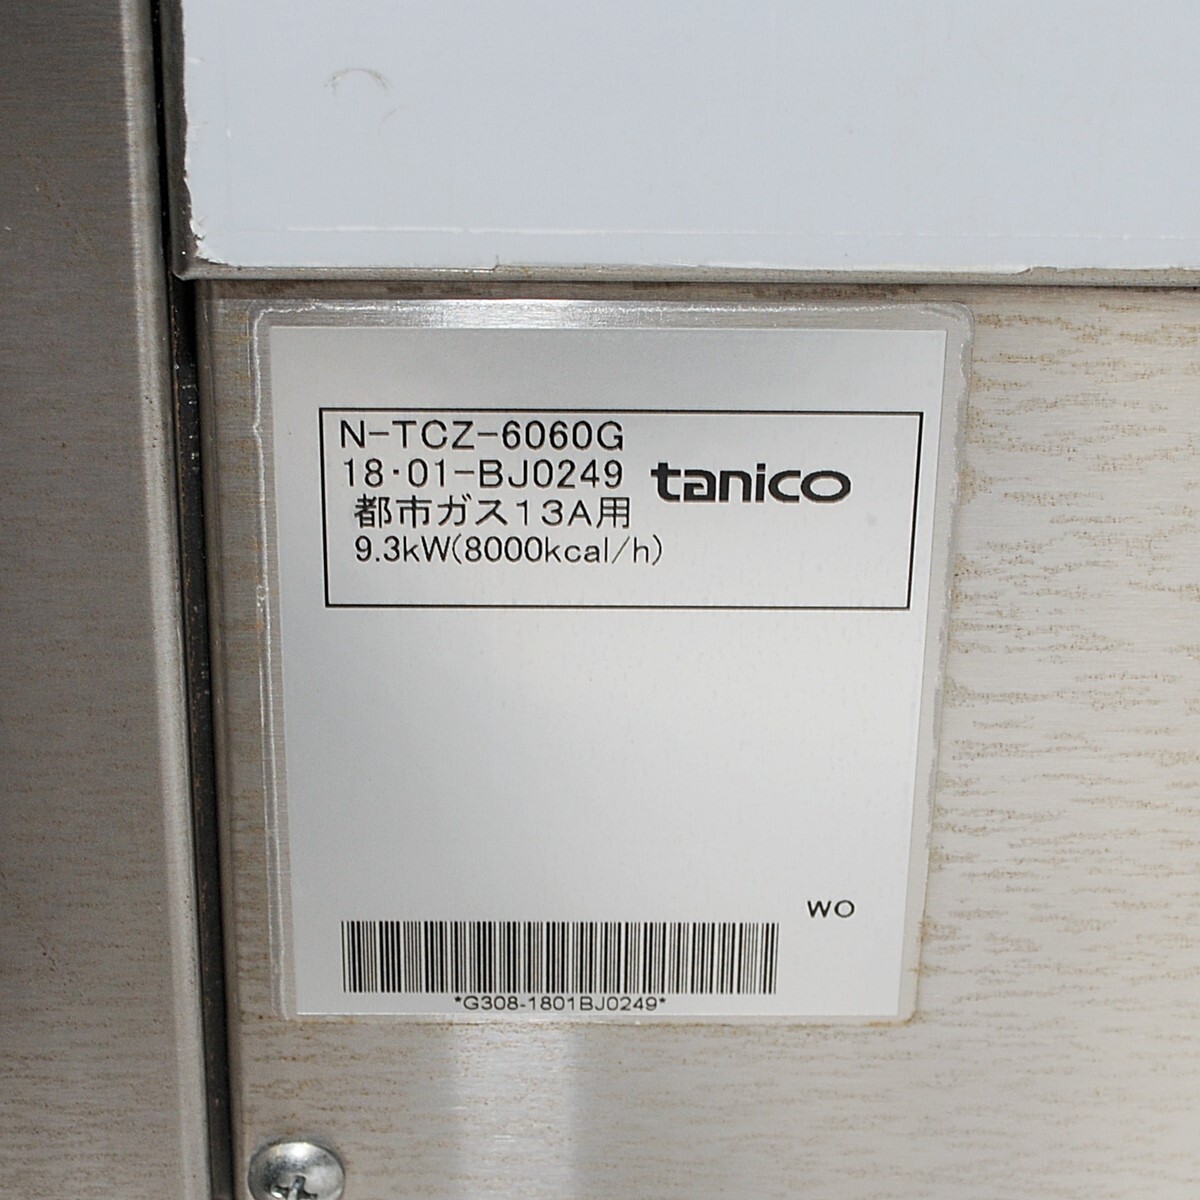 N-TCZ-6060G
18・01-BJ0249
tanico
都市ガス13A用
9.3kW(8000kcal/h)
WO
*G308-1801BJ0249*